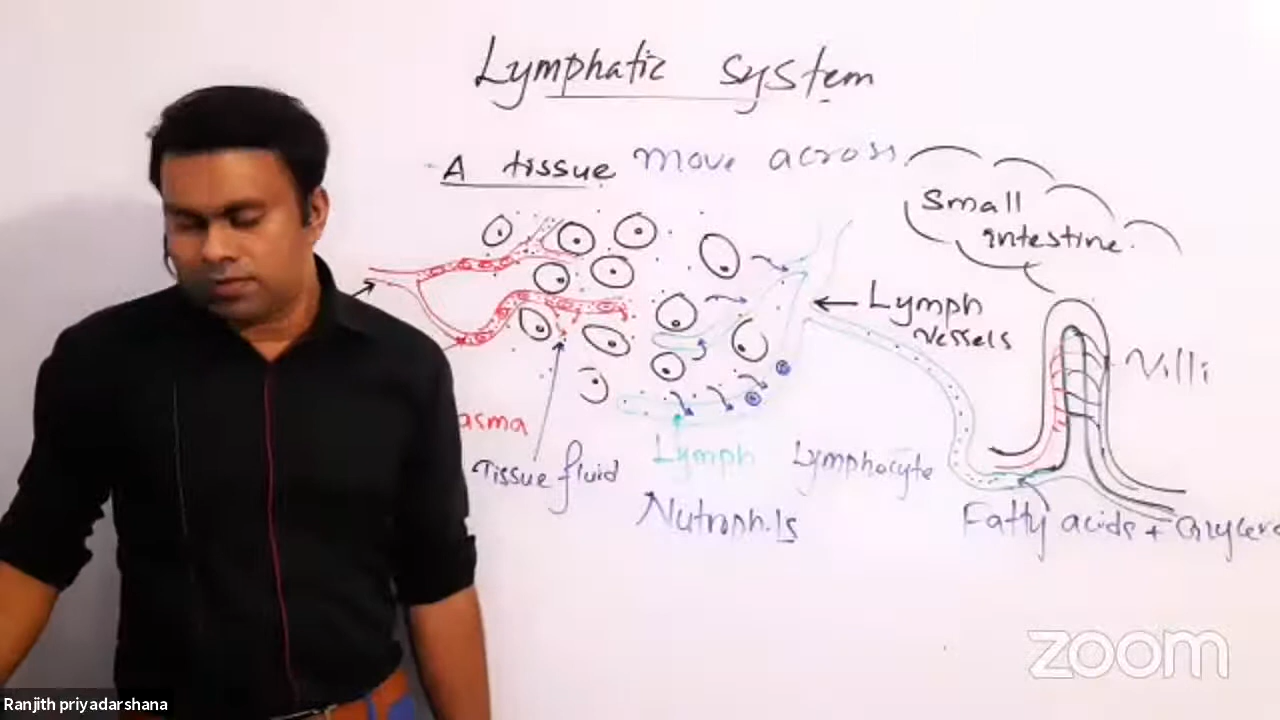 Lymphatic system
A tissue move across
Small
intestine.
Lymph
vessels
Villi
asma
Tissue fluid
Lymph
Lymphocyte
Nutrophils
Fatty acids +
zoom
Ranjith priyadarshana